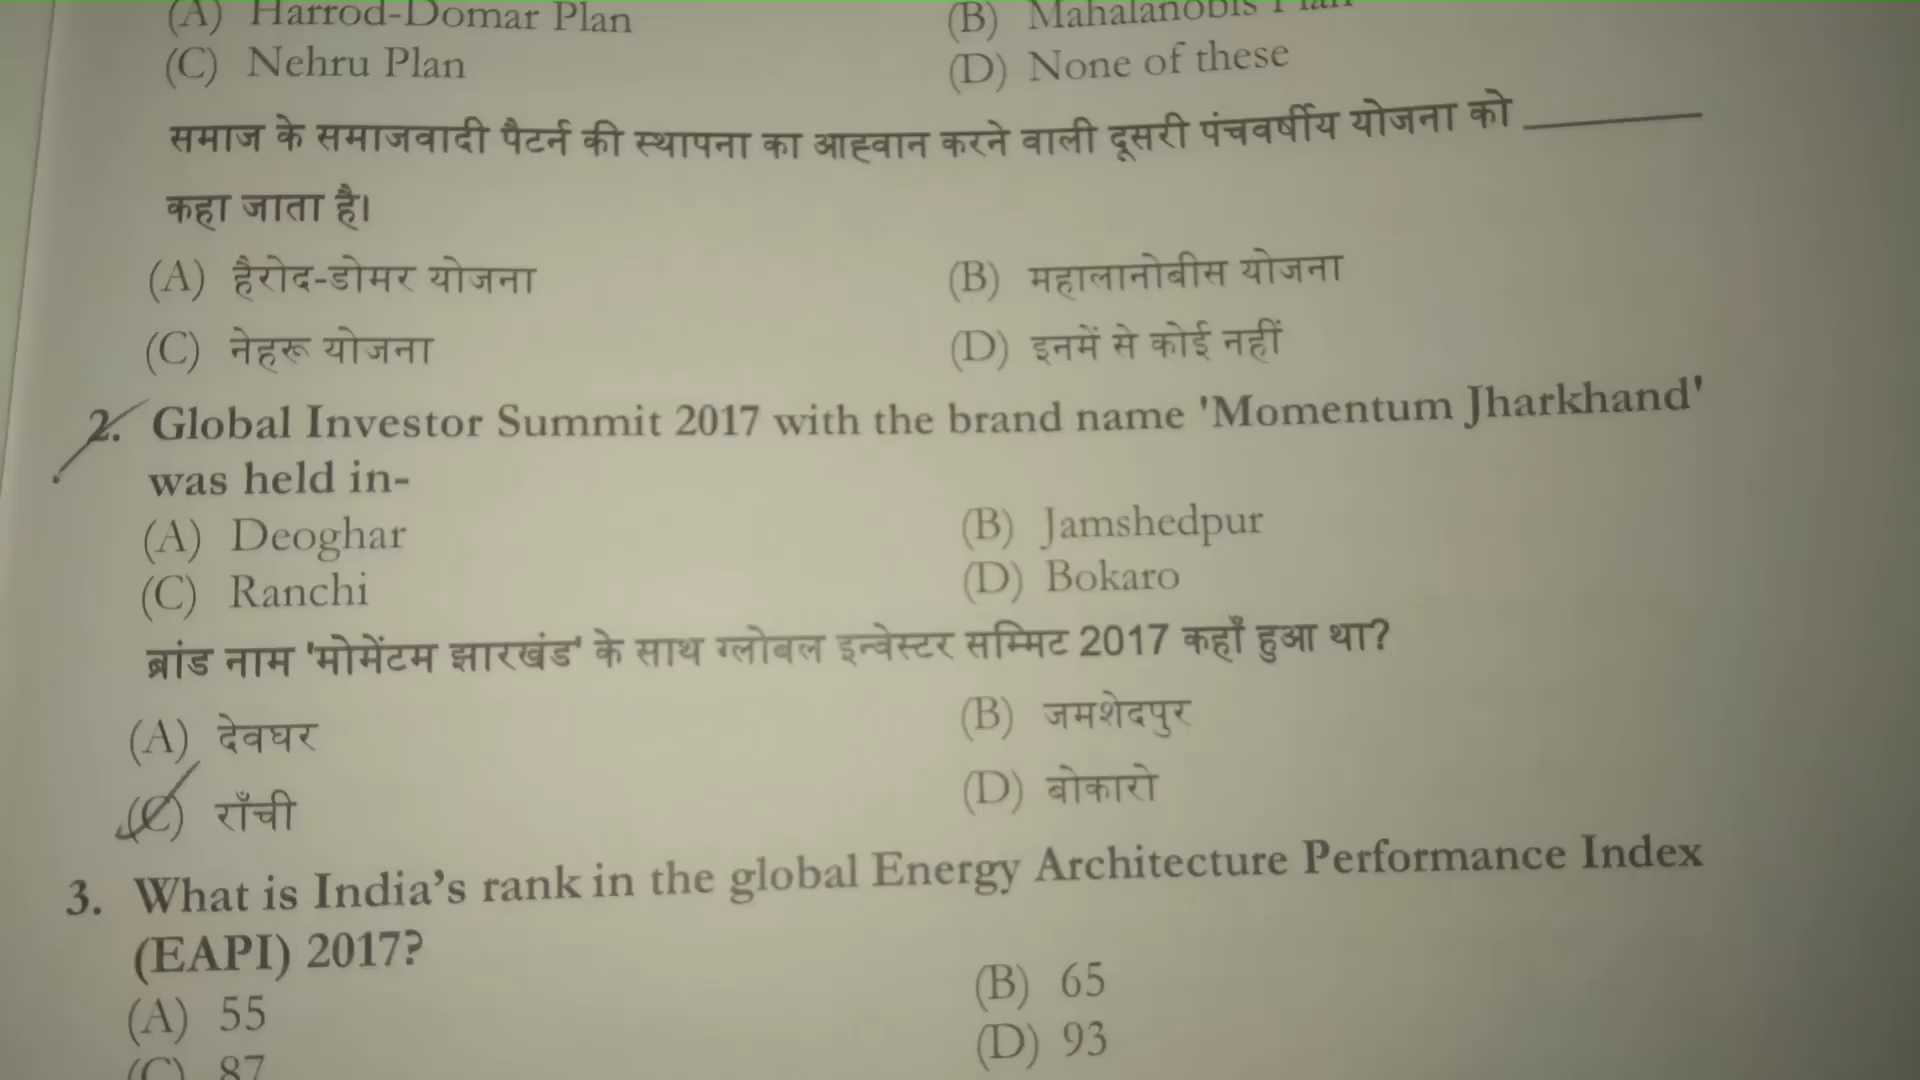 (A) Harrod-Domar Plan (B) Mahalanobis Plan
(C) Nehru Plan (D) None of these
समाज के समाजवादी पैटर्न की स्थापना का आह्वान करने वाली दूसरी पंचवर्षीय योजना को ________
कहा जाता है।
(A) हैरोद-डोमर योजना (B) महालानोबीस योजना
(C) नेहरू योजना (D) इनमें से कोई नहीं
2. Global Investor Summit 2017 with the brand name 'Momentum Jharkhand'
was held in-
(A) Deoghar (B) Jamshedpur
(C) Ranchi (D) Bokaro
ब्रांड नाम 'मोमेंटम झारखंड' के साथ ग्लोबल इन्वेस्टर सम्मिट 2017 कहाँ हुआ था?
(A) देवघर (B) जमशेदपुर
(C) राँची (D) बोकारो
3. What is India’s rank in the global Energy Architecture Performance Index
(EAPI) 2017?
(A) 55 (B) 65
(C) 87 (D) 93